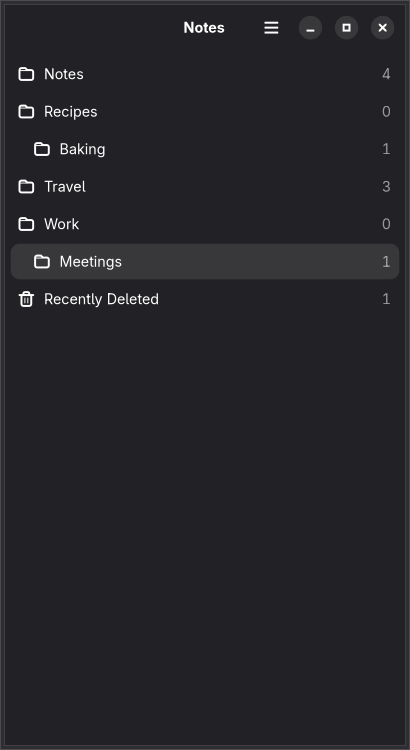 Notes
Notes 4
Recipes 0
Baking 1
Travel 3
Work 0
Meetings 1
Recently Deleted 1